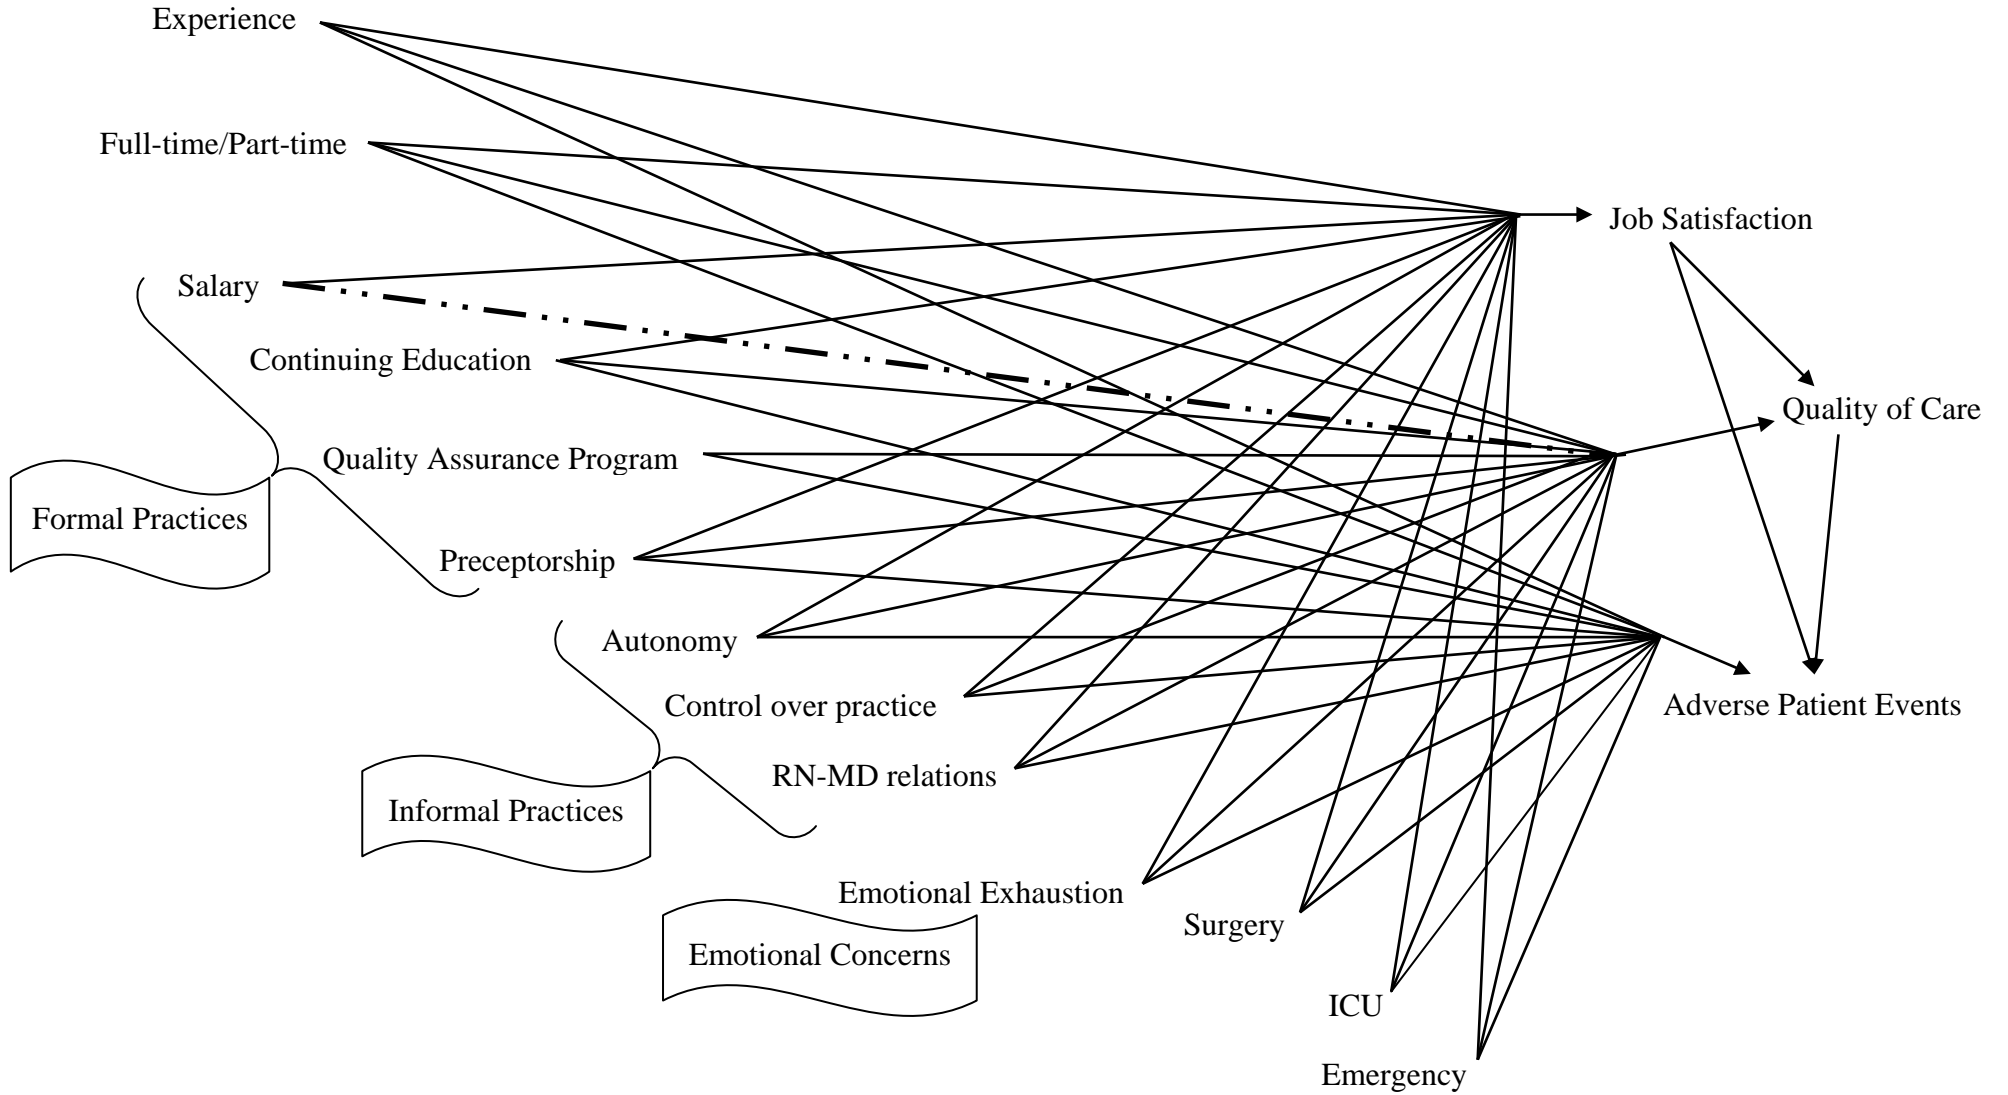 Experience
Full-time/Part-time
Job Satisfaction
Salary
Continuing Education
Quality of Care
Quality Assurance Program
Formal Practices
Preceptorship
Autonomy
Control over practice
Adverse Patient Events
RN-MD relations
Informal Practices
Emotional Exhaustion
Surgery
Emotional Concerns
ICU
Emergency